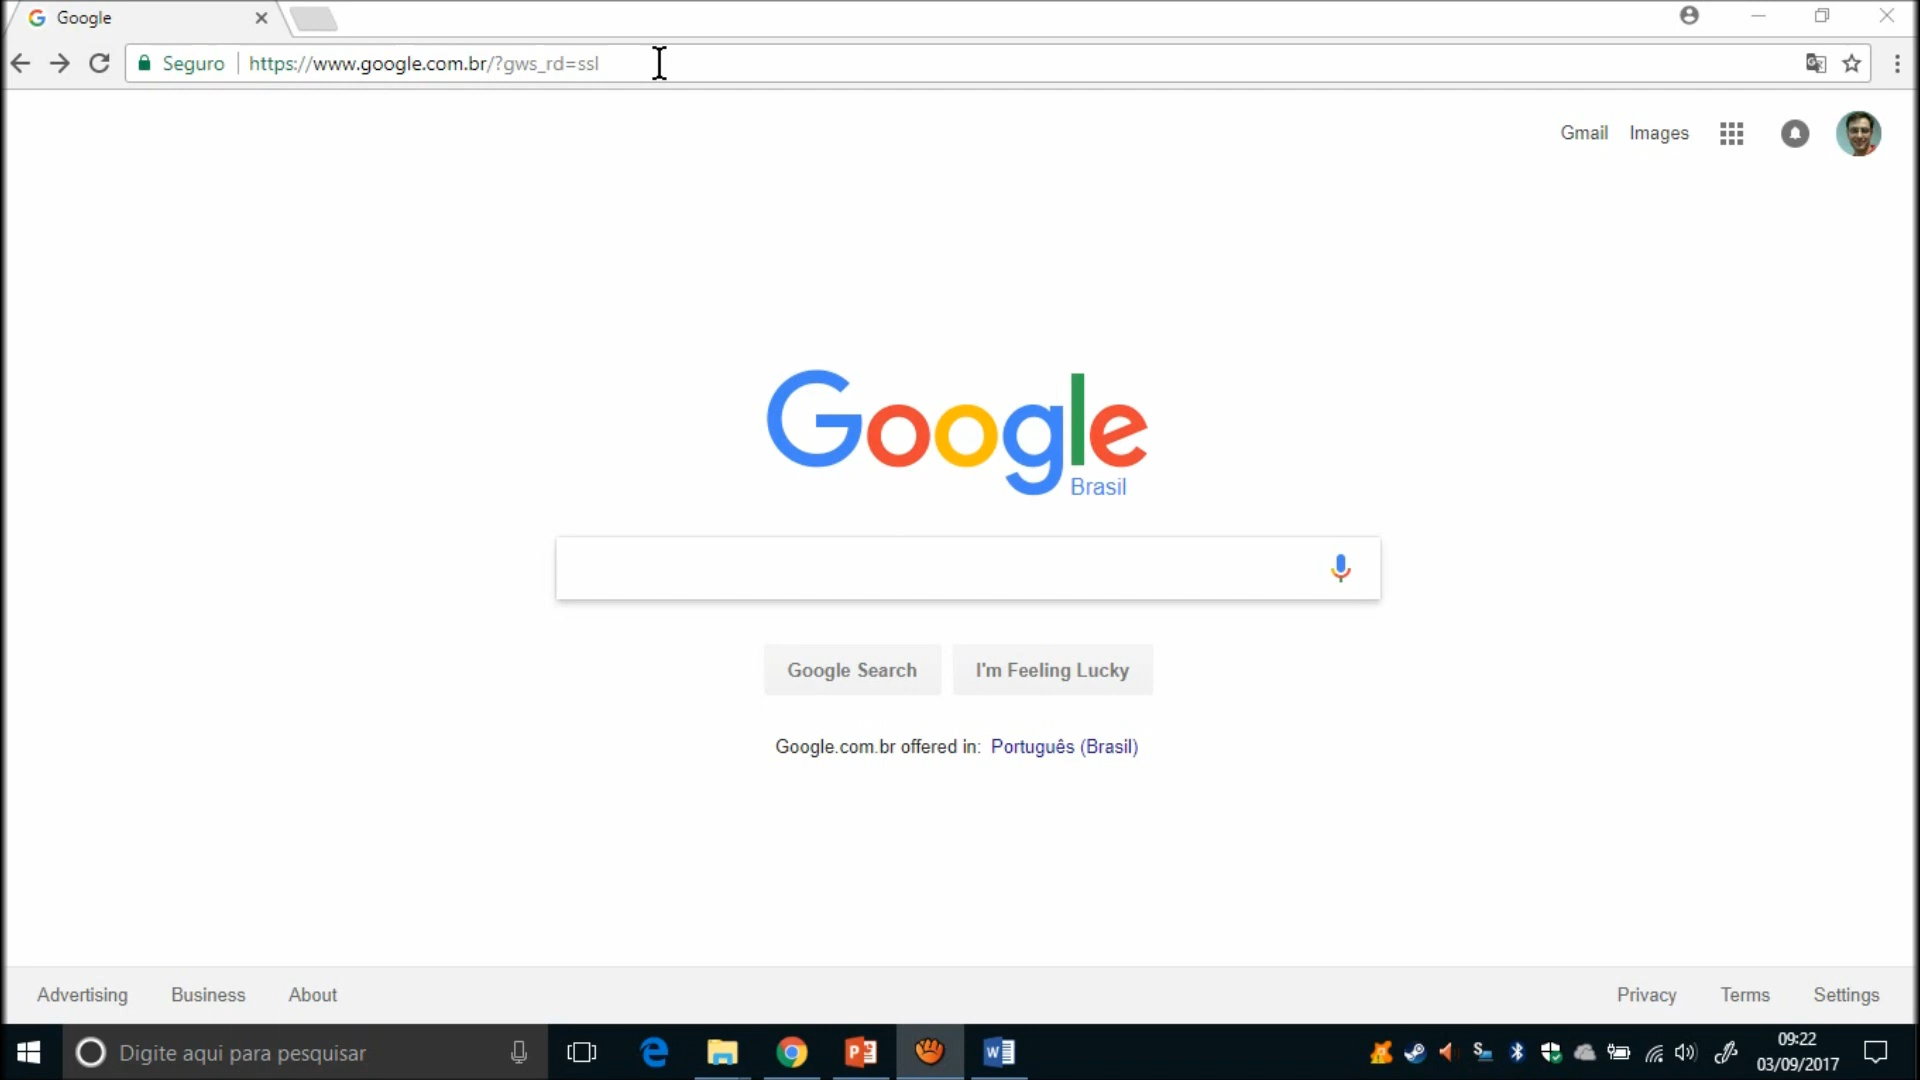 Google
Seguro https://www.google.com.br/?gws_rd=ssl
Gmail Images
Google
Brasil
Google Search I'm Feeling Lucky
Google.com.br offered in: Português (Brasil)
Advertising Business About Privacy Terms Settings
Digite aqui para pesquisar
09:22
03/09/2017